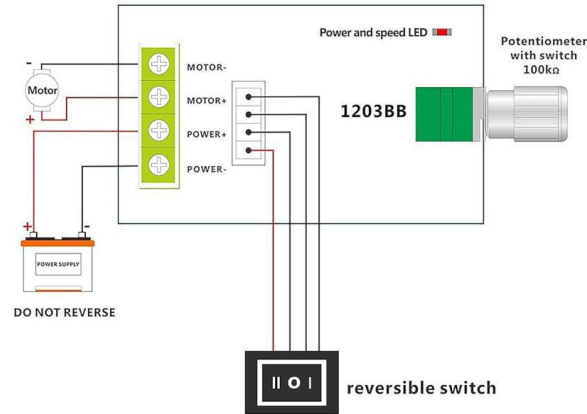 Power and speed LED
Potentiometer
with switch
100kΩ
-
Motor
+
MOTOR-
MOTOR+
POWER+
POWER-
1203BB
+ -
POWER SUPPLY
DO NOT REVERSE
II O I
reversible switch